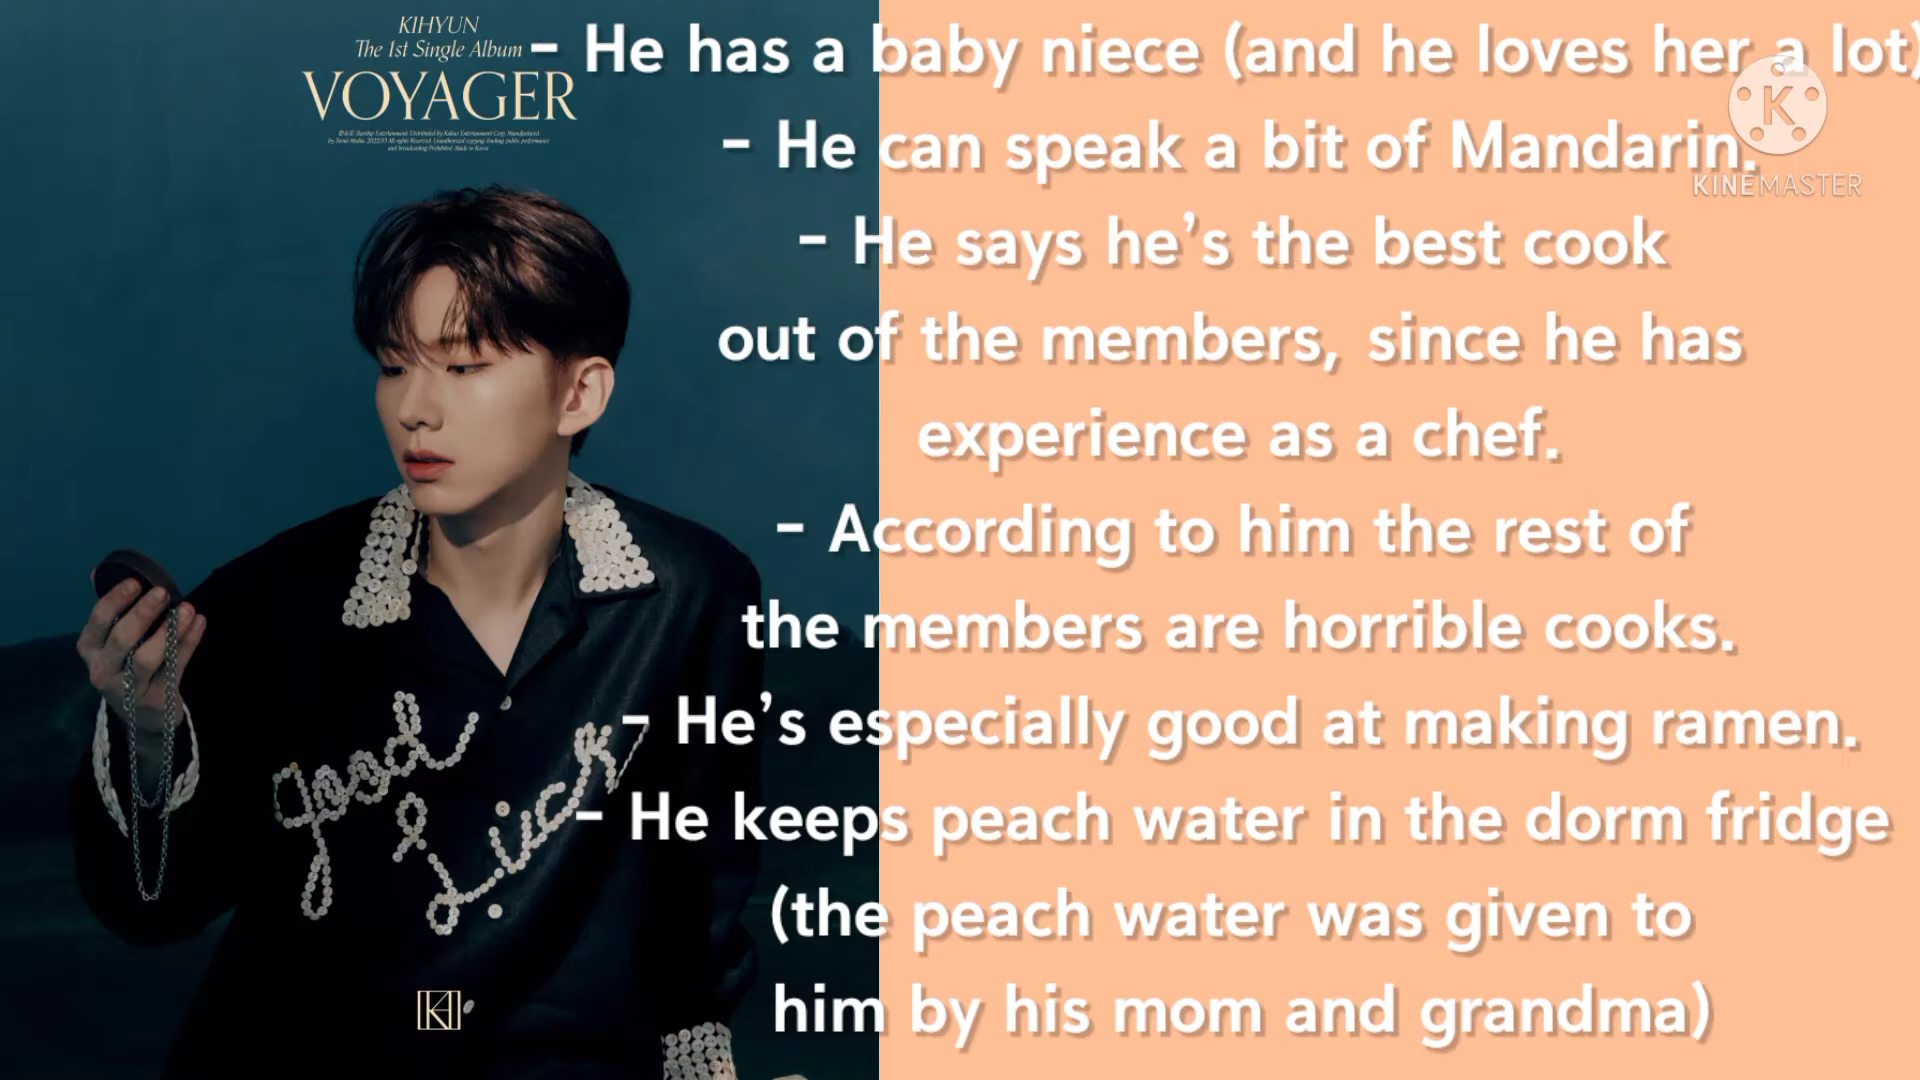 KIHYUN
The 1st Single Album
VOYAGER
- He has a baby niece (and he loves her a lot)
- He can speak a bit of Mandarin.
- He says he's the best cook
out of the members, since he has
experience as a chef.
- According to him the rest of
the members are horrible cooks.
- He's especially good at making ramen.
- He keeps peach water in the dorm fridge
(the peach water was given to
him by his mom and grandma)
K
KINEMASTER
good
Luck